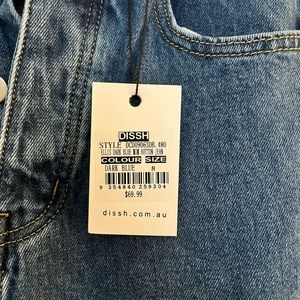 DISSH
STYLE DCD09063DB.480
ELLIS DARK BLUE MIW BUTTON JEAN
COLOUR SIZE
DARK BLUE 8
9 354840 259304
$69.99
dissh.com.au